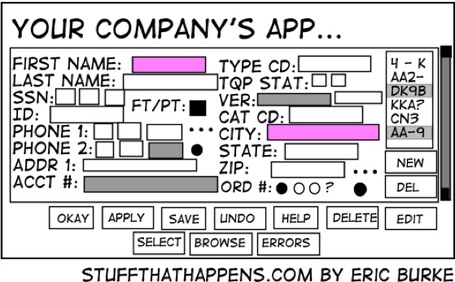 YOUR COMPANY'S APP...
FIRST NAME: TYPE CD:
LAST NAME: TQP STAT:
SSN: FT/PT: VER:
ID: CAT CD:
PHONE 1: ... CITY:
PHONE 2: STATE:
ADDR 1: ZIP: ...
ACCT #: ORD #: ?
4 - K
AA2-
DK9B
KKA?
CN3
AA-9
NEW
DEL
OKAY APPLY SAVE UNDO HELP DELETE EDIT
SELECT BROWSE ERRORS
STUFFTHATHAPPENS.COM BY ERIC BURKE